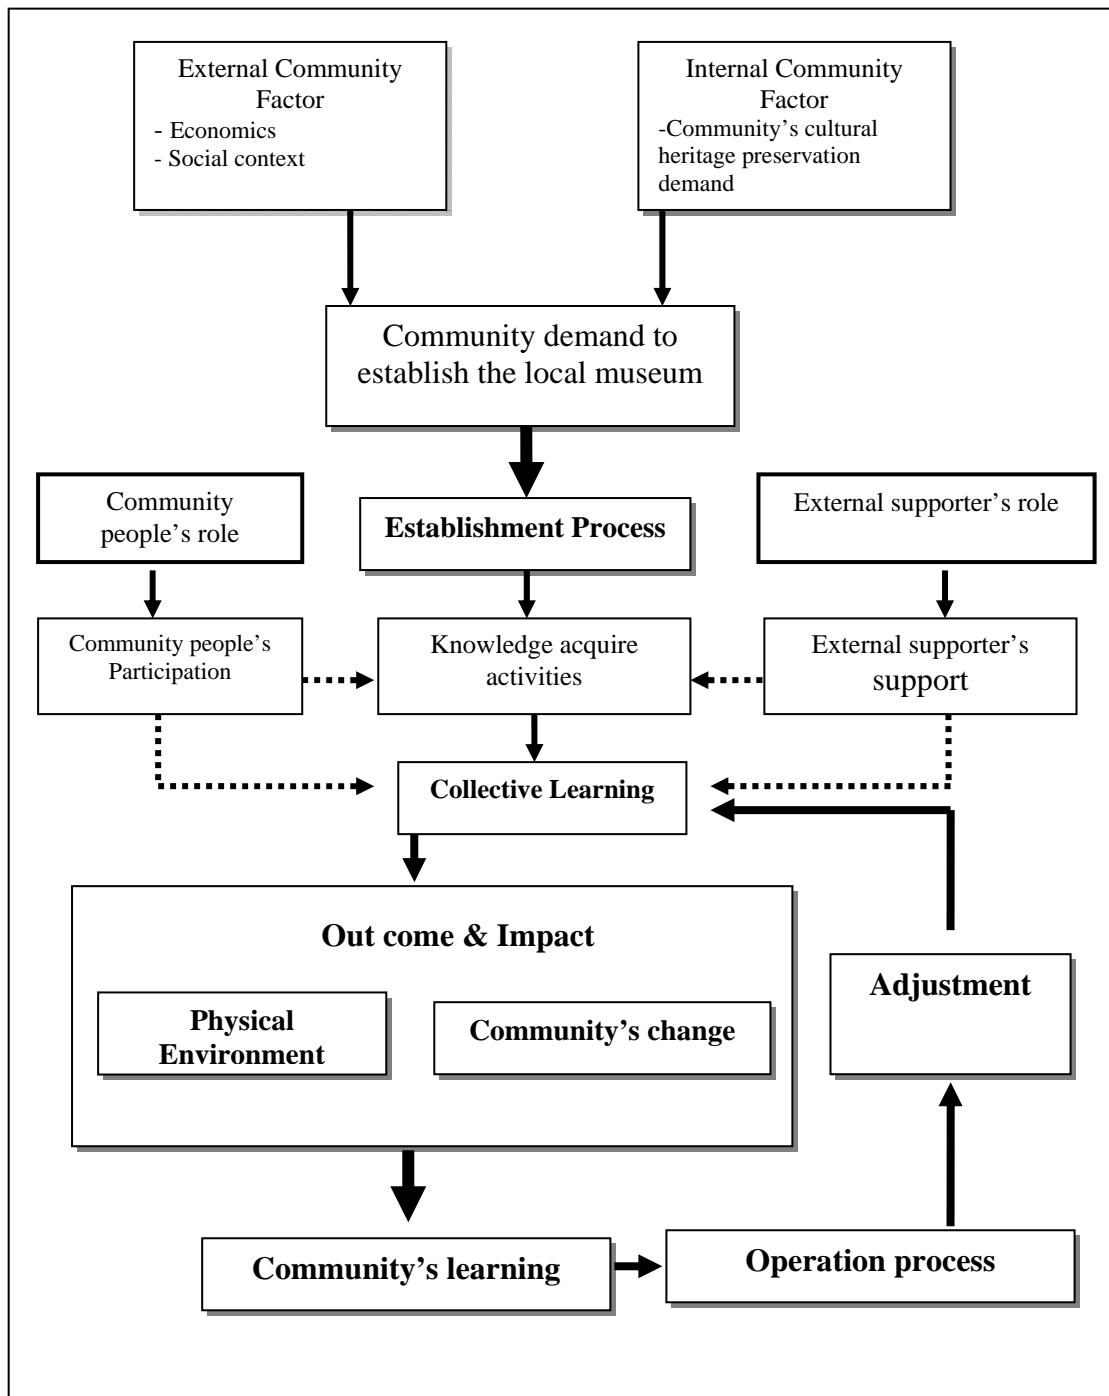 External Community
Factor
- Economics
- Social context
Internal Community
Factor
-Community’s cultural
heritage preservation
demand
Community demand to
establish the local museum
Community
people’s role
Establishment Process
External supporter’s role
Community people’s
Participation
Knowledge acquire
activities
External supporter’s
support
Collective Learning
Out come & Impact
Physical
Environment
Community’s change
Adjustment
Community’s learning
Operation process